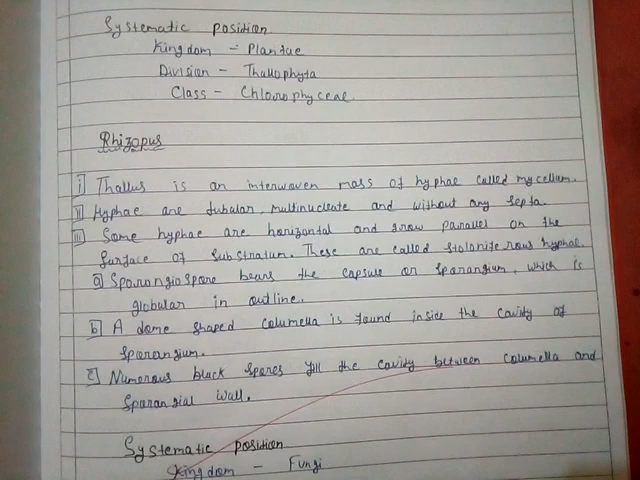 Systematic position
Kingdom - Plantae
Division - Thallophyta
Class - Chlorophyceae
Rhizopus
i] Thallus is an interwoven mass of hyphae called mycelium.
ii] Hyphae are tubular, multinucleate and without any septa.
iii] Some hyphae are horizontal and grow parallel on the
surface of substratum. These are called stoloniferous hyphae.
a] Sporangiospore bears the capsule or sporangium, which is
globular in outline.
b] A dome shaped columella is found inside the cavity of
sporangium.
c] Numerous black spores fill the cavity between columella and
sporangial wall.
Systematic position
Kingdom - Fungi